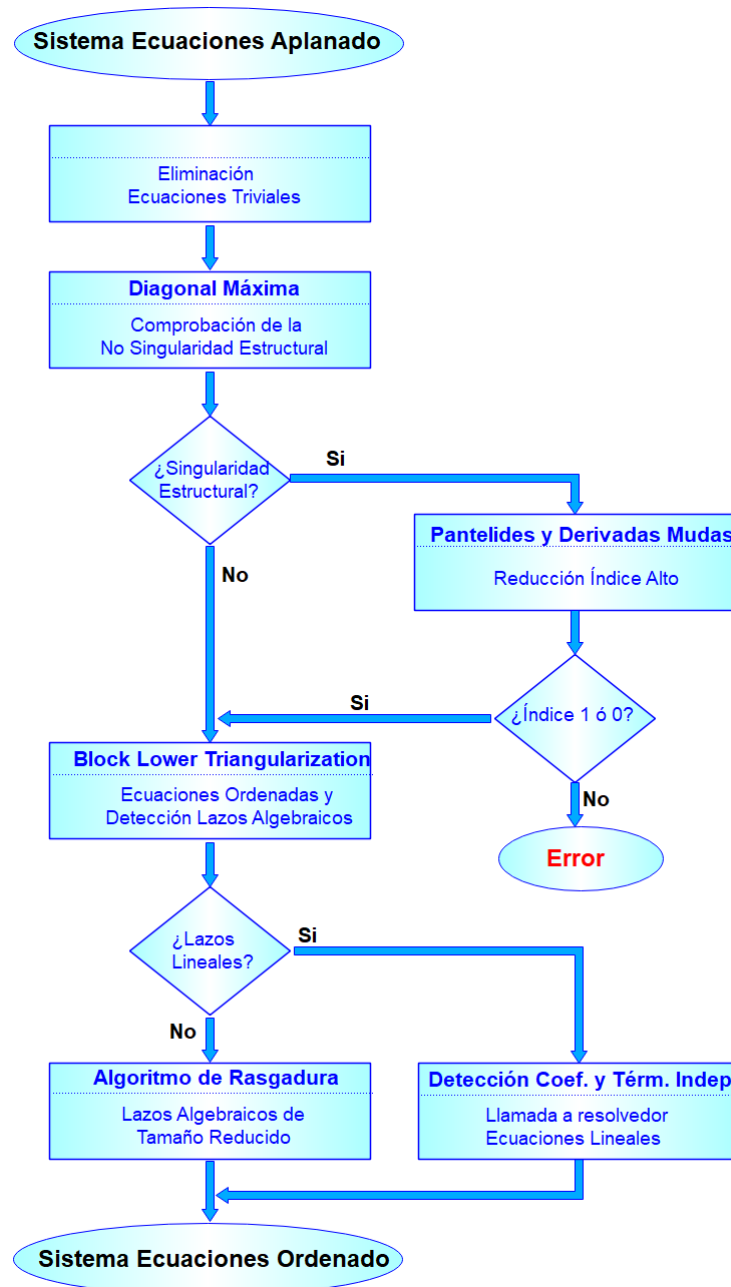 Sistema Ecuaciones Aplanado
Eliminación
Ecuaciones Triviales
Diagonal Máxima
Comprobación de la
No Singularidad Estructural
¿Singularidad
Estructural?
Si
No
Pantelides y Derivadas Mudas
Reducción Índice Alto
¿Índice 1 ó 0?
Si
No
Error
Block Lower Triangularization
Ecuaciones Ordenadas y
Detección Lazos Algebraicos
¿Lazos
Lineales?
Si
No
Algoritmo de Rasgadura
Lazos Algebraicos de
Tamaño Reducido
Detección Coef. y Térm. Indep
Llamada a resolvedor
Ecuaciones Lineales
Sistema Ecuaciones Ordenado